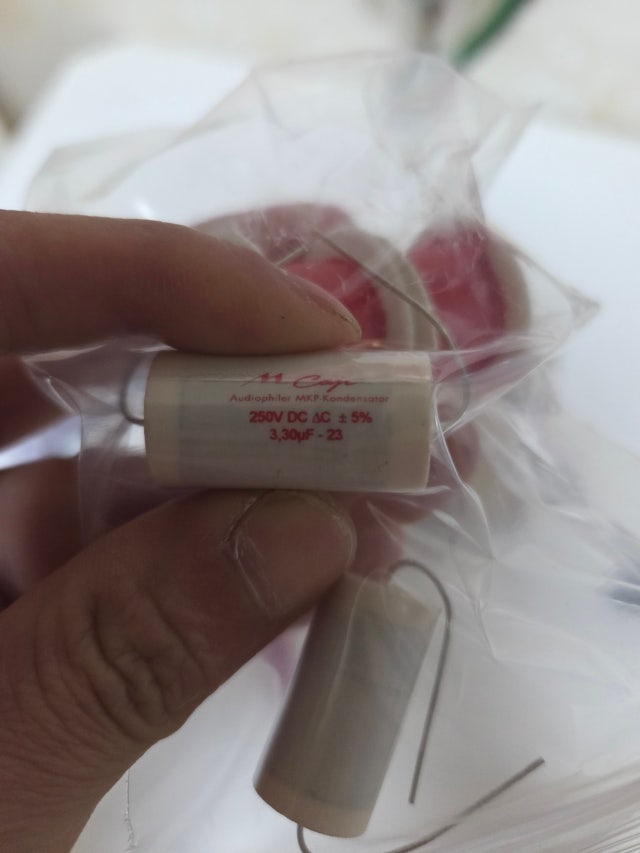 M Cap
Audiophiler MKP-Kondensator
250V DC ΔC ± 5%
3,30µF - 23